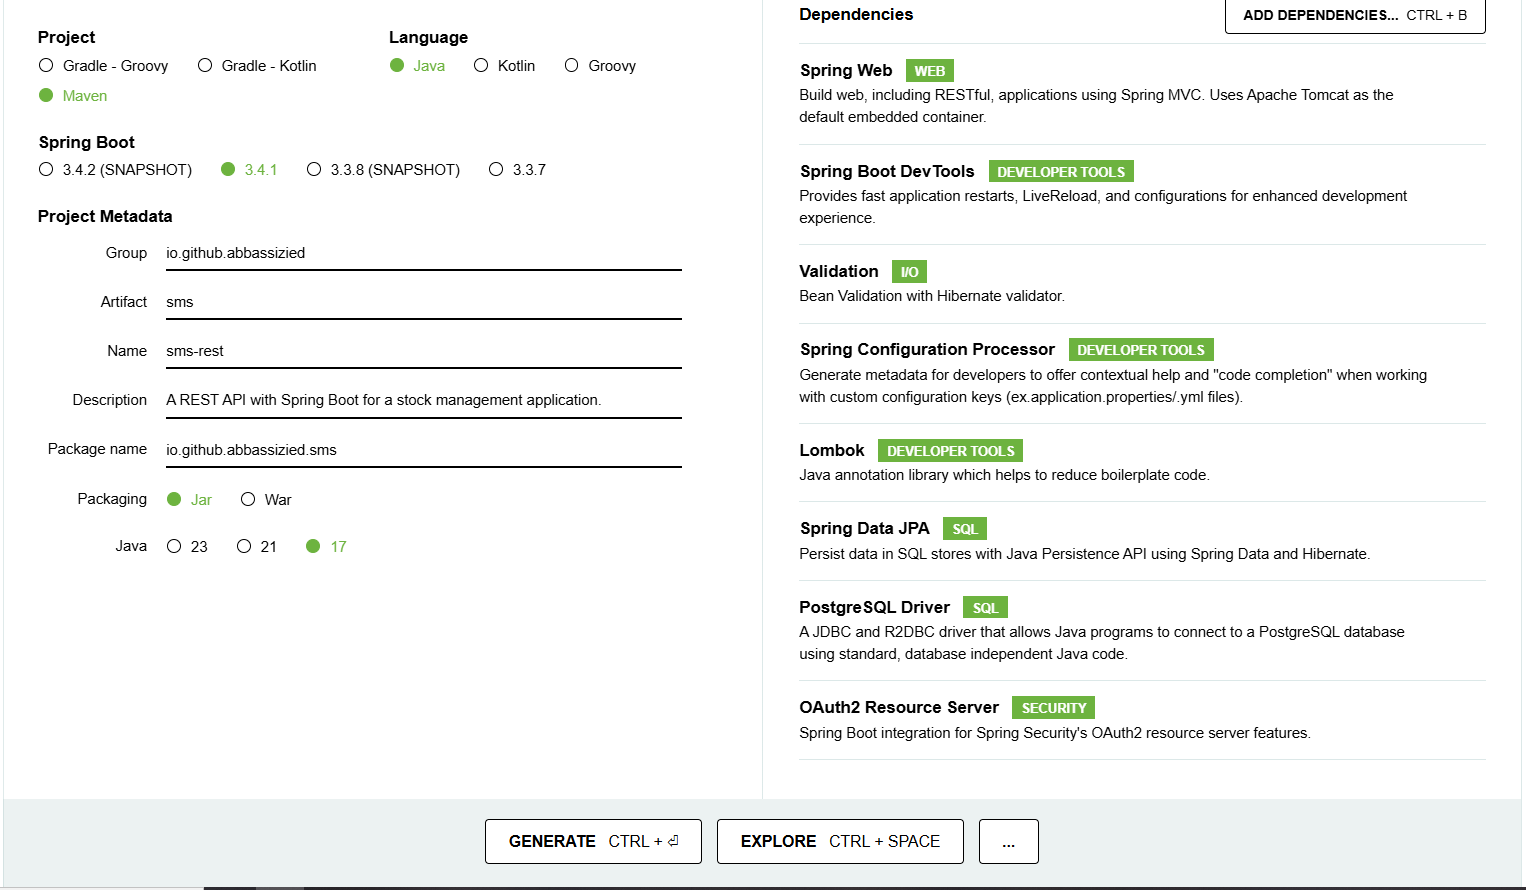 Project
Gradle - Groovy Gradle - Kotlin
Maven
Language
Java Kotlin Groovy
Spring Boot
3.4.2 (SNAPSHOT) 3.4.1 3.3.8 (SNAPSHOT) 3.3.7
Project Metadata
Group io.github.abbassizied
Artifact sms
Name sms-rest
Description A REST API with Spring Boot for a stock management application.
Package name io.github.abbassizied.sms
Packaging Jar War
Java 23 21 17
Dependencies ADD DEPENDENCIES... CTRL + B
Spring Web WEB
Build web, including RESTful, applications using Spring MVC. Uses Apache Tomcat as the
default embedded container.
Spring Boot DevTools DEVELOPER TOOLS
Provides fast application restarts, LiveReload, and configurations for enhanced development
experience.
Validation I/O
Bean Validation with Hibernate validator.
Spring Configuration Processor DEVELOPER TOOLS
Generate metadata for developers to offer contextual help and "code completion" when working
with custom configuration keys (ex.application.properties/.yml files).
Lombok DEVELOPER TOOLS
Java annotation library which helps to reduce boilerplate code.
Spring Data JPA SQL
Persist data in SQL stores with Java Persistence API using Spring Data and Hibernate.
PostgreSQL Driver SQL
A JDBC and R2DBC driver that allows Java programs to connect to a PostgreSQL database
using standard, database independent Java code.
OAuth2 Resource Server SECURITY
Spring Boot integration for Spring Security's OAuth2 resource server features.
GENERATE CTRL + ⏎ EXPLORE CTRL + SPACE ...